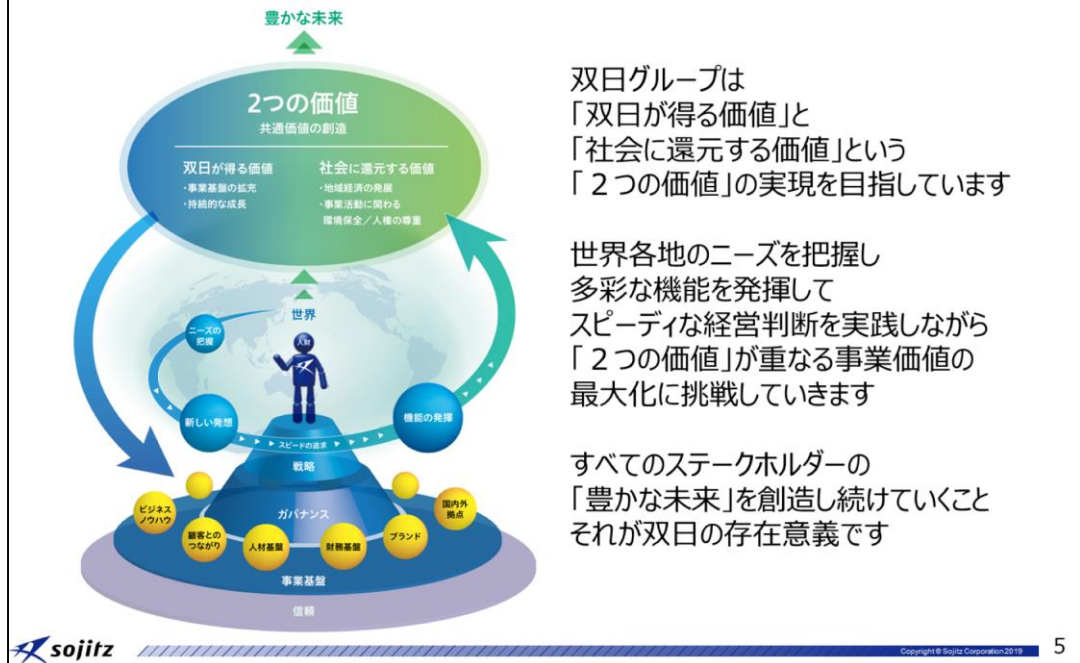 豊かな未来
2つの価値
共通価値の創造
双日が得る価値
・事業基盤の拡充
・持続的な成長
社会に還元する価値
・地域経済の発展
・事業活動に関わる
環境保全／人権の尊重
世界
ニーズの
把握
人財
新しい発想
機能の発揮
スピードの追求
戦略
ガバナンス
ビジネス
ノウハウ
顧客との
つながり
人材基盤
財務基盤
ブランド
国内外
拠点
事業基盤
信頼
双日グループは
「双日が得る価値」と
「社会に還元する価値」という
「２つの価値」の実現を目指しています
世界各地のニーズを把握し
多彩な機能を発揮して
スピーディな経営判断を実践しながら
「２つの価値」が重なる事業価値の
最大化に挑戦していきます
すべてのステークホルダーの
「豊かな未来」を創造し続けていくこと
それが双日の存在意義です
sojitz
Copyright © Sojitz Corporation 2019
5